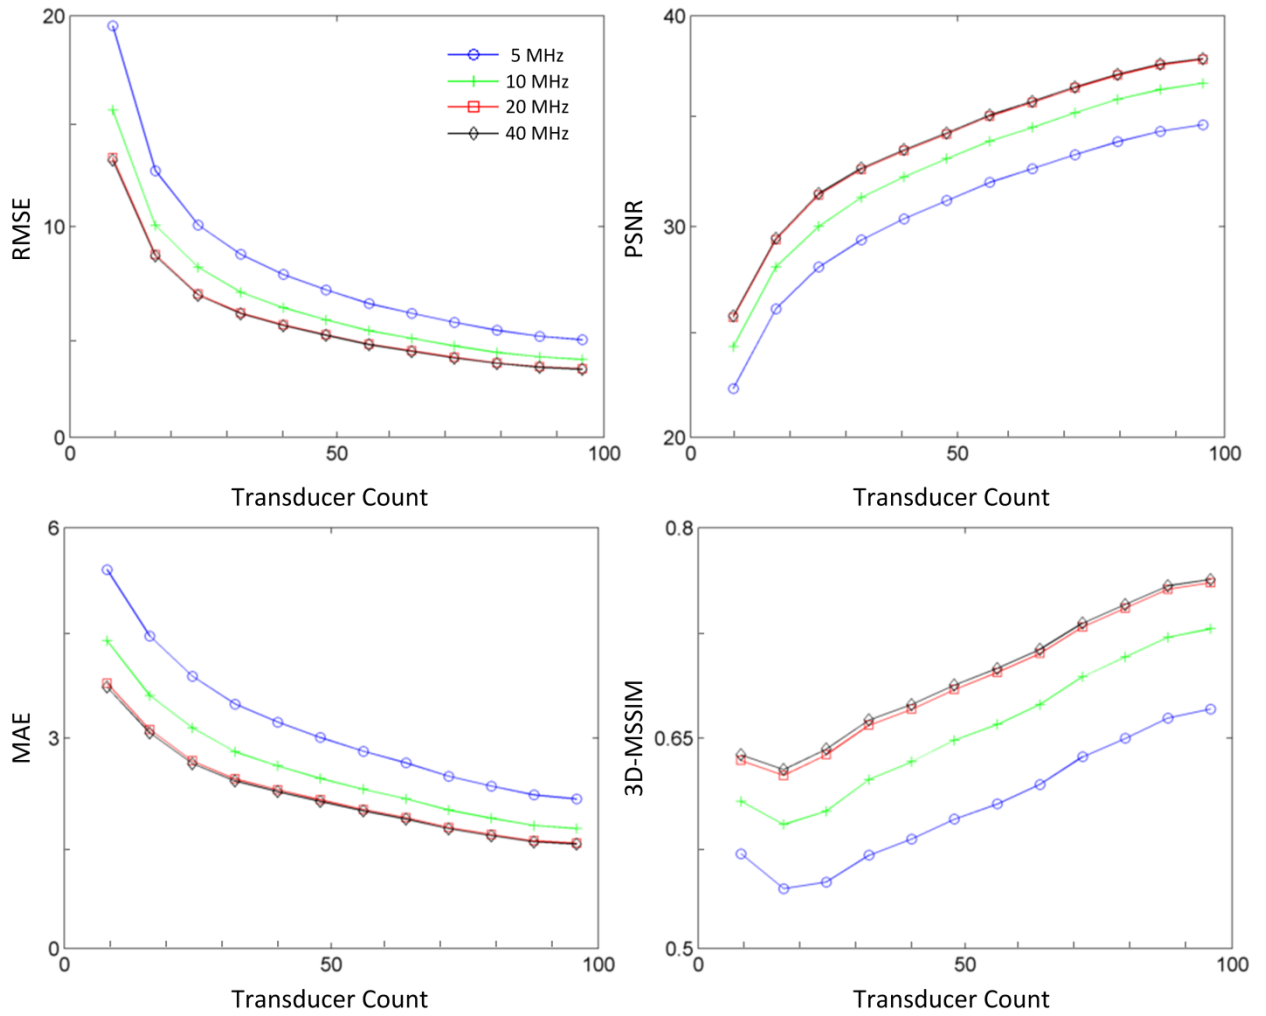 20
10
0
RMSE
5 MHz
10 MHz
20 MHz
40 MHz
0 50 100
Transducer Count
40
30
20
PSNR
0 50 100
Transducer Count
6
3
0
MAE
0 50 100
Transducer Count
0.8
0.65
0.5
3D-MSSIM
0 50 100
Transducer Count